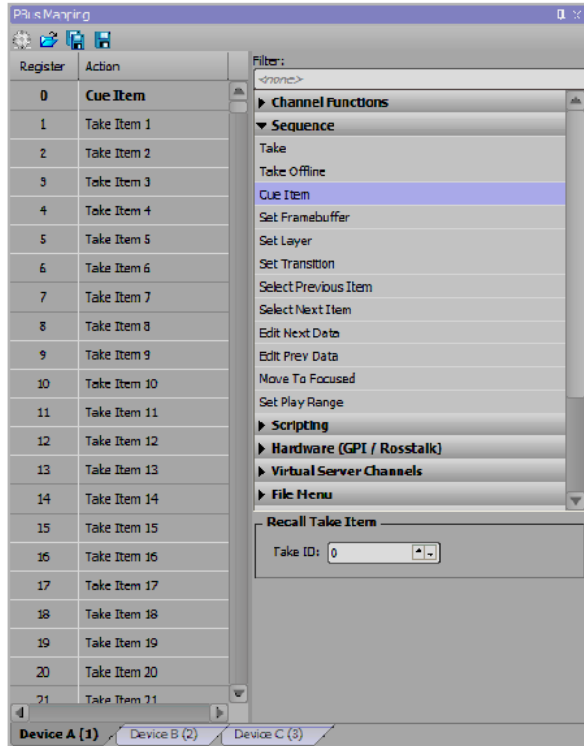 PBus Mapping
Register Action
0 Cue Item
1 Take Item 1
2 Take Item 2
3 Take Item 3
4 Take Item 4
5 Take Item 5
6 Take Item 6
7 Take Item 7
8 Take Item 8
9 Take Item 9
10 Take Item 10
11 Take Item 11
12 Take Item 12
13 Take Item 13
14 Take Item 14
15 Take Item 15
16 Take Item 16
17 Take Item 17
18 Take Item 18
19 Take Item 19
20 Take Item 20
21 Take Item 21
Filter:
<none>
Channel Functions
Sequence
Take
Take Offline
Cue Item
Set Framebuffer
Set Layer
Set Transition
Select Previous Item
Select Next Item
Edit Next Data
Edit Prev Data
Move To Focused
Set Play Range
Scripting
Hardware (GPI / Rosstalk)
Virtual Server Channels
File Menu
Recall Take Item
Take ID: 0
Device A (1) Device B (2) Device C (3)